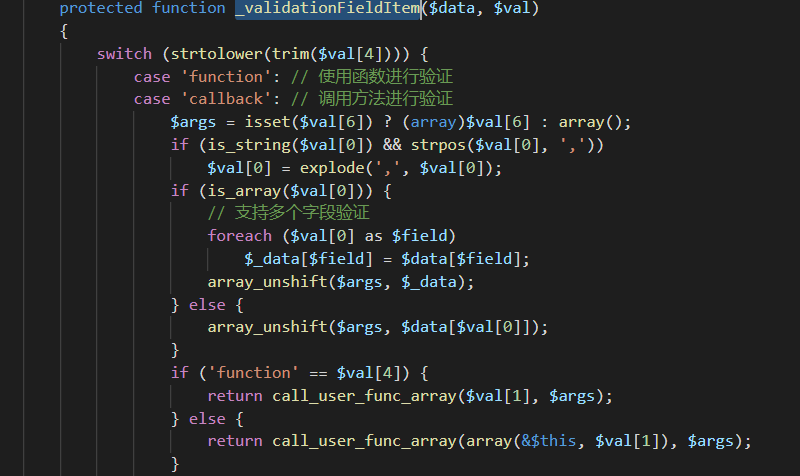 protected function _validationFieldItem($data, $val)
{
switch (strtolower(trim($val[4]))) {
case 'function': // 使用函数进行验证
case 'callback': // 调用方法进行验证
$args = isset($val[6]) ? (array)$val[6] : array();
if (is_string($val[0]) && strpos($val[0], ','))
$val[0] = explode(',', $val[0]);
if (is_array($val[0])) {
// 支持多个字段验证
foreach ($val[0] as $field)
$_data[$field] = $data[$field];
array_unshift($args, $_data);
} else {
array_unshift($args, $data[$val[0]]);
}
if ('function' == $val[4]) {
return call_user_func_array($val[1], $args);
} else {
return call_user_func_array(array(&$this, $val[1]), $args);
}